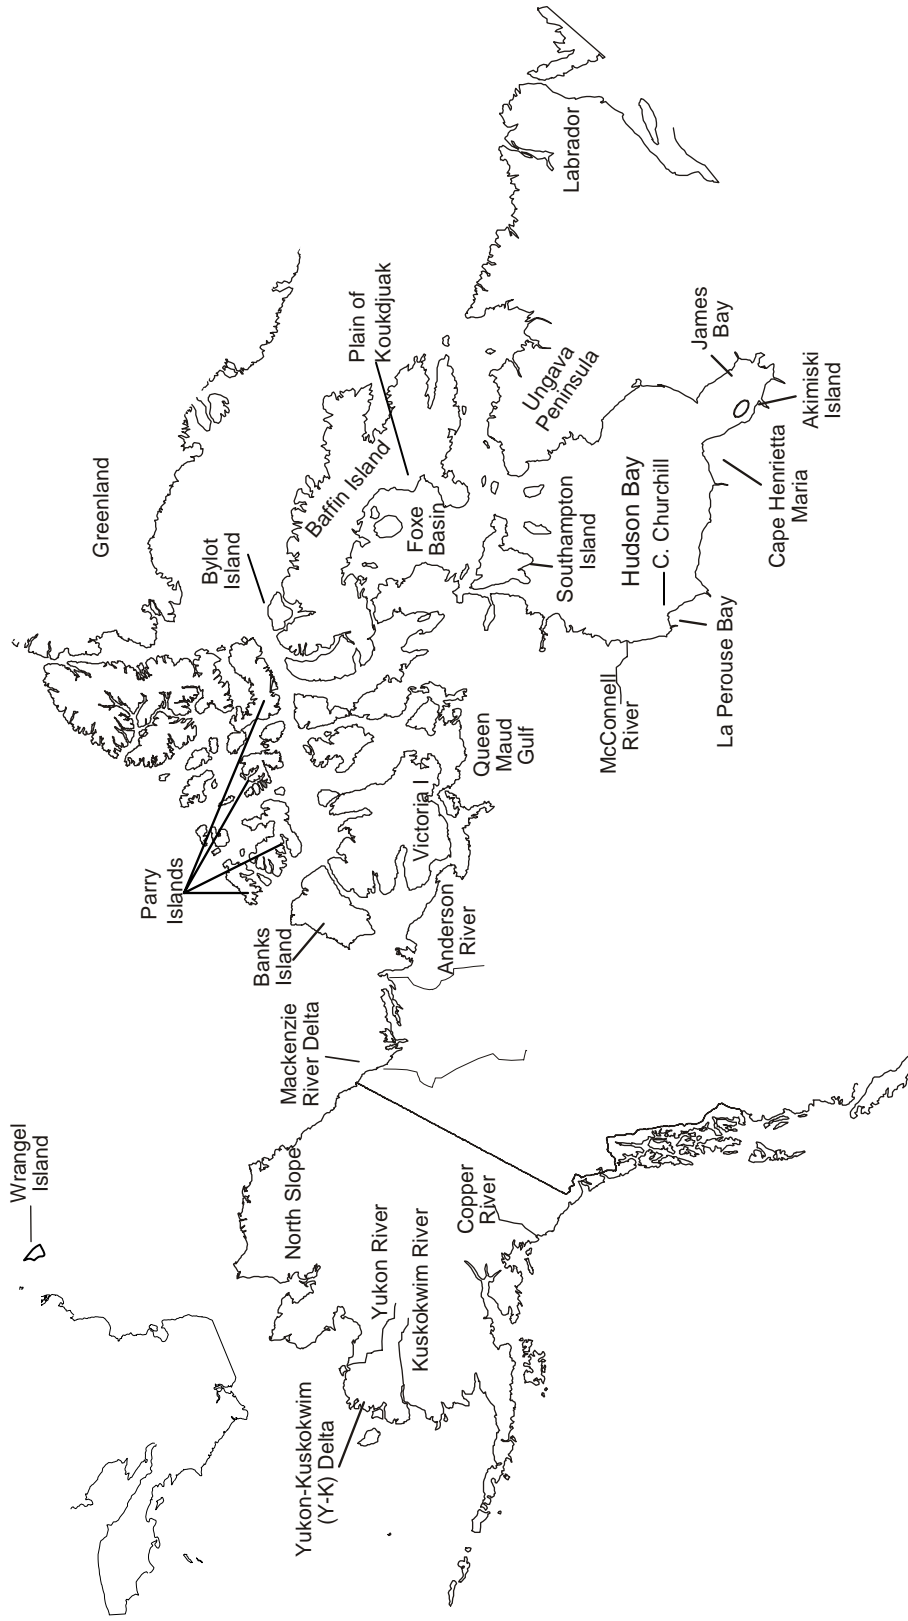 Wrangel
Island
North Slope
Yukon-Kuskokwim
(Y-K) Delta
Yukon River
Kuskokwim River
Copper
River
Mackenzie
River Delta
Anderson
River
Banks
Island
Parry
Islands
Victoria I
Queen
Maud
Gulf
Bylot
Island
Greenland
Baffin Island
Foxe
Basin
Plain of
Koukdjuak
Southampton
Island
Ungava
Peninsula
Labrador
McConnell
River
La Perouse Bay
Hudson Bay
C. Churchill
Cape Henrietta
Maria
James
Bay
Akimiski
Island